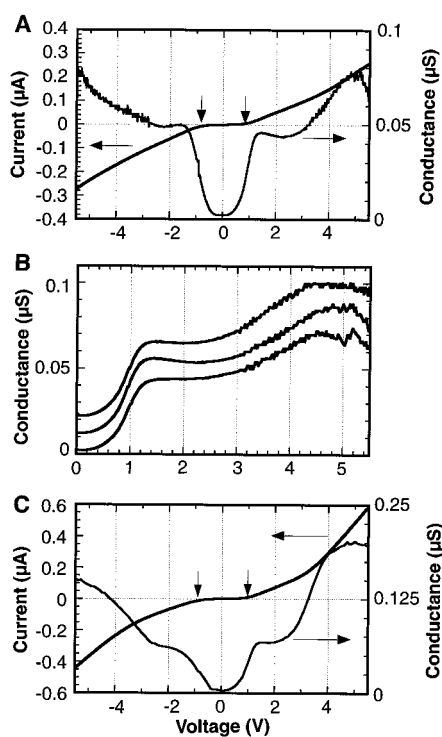 A
0.4
0.3
0.2
0.1
0
-0.1
-0.2
-0.3
-0.4
Current (µA)
0.1
0.05
0
Conductance (µS)
-4 -2 0 2 4
B
0.1
0.05
0
Conductance (µS)
0 1 2 3 4 5
C
0.6
0.4
0.2
0
-0.2
-0.4
-0.6
Current (µA)
0.25
0.125
0
Conductance (µS)
-4 -2 0 2 4
Voltage (V)